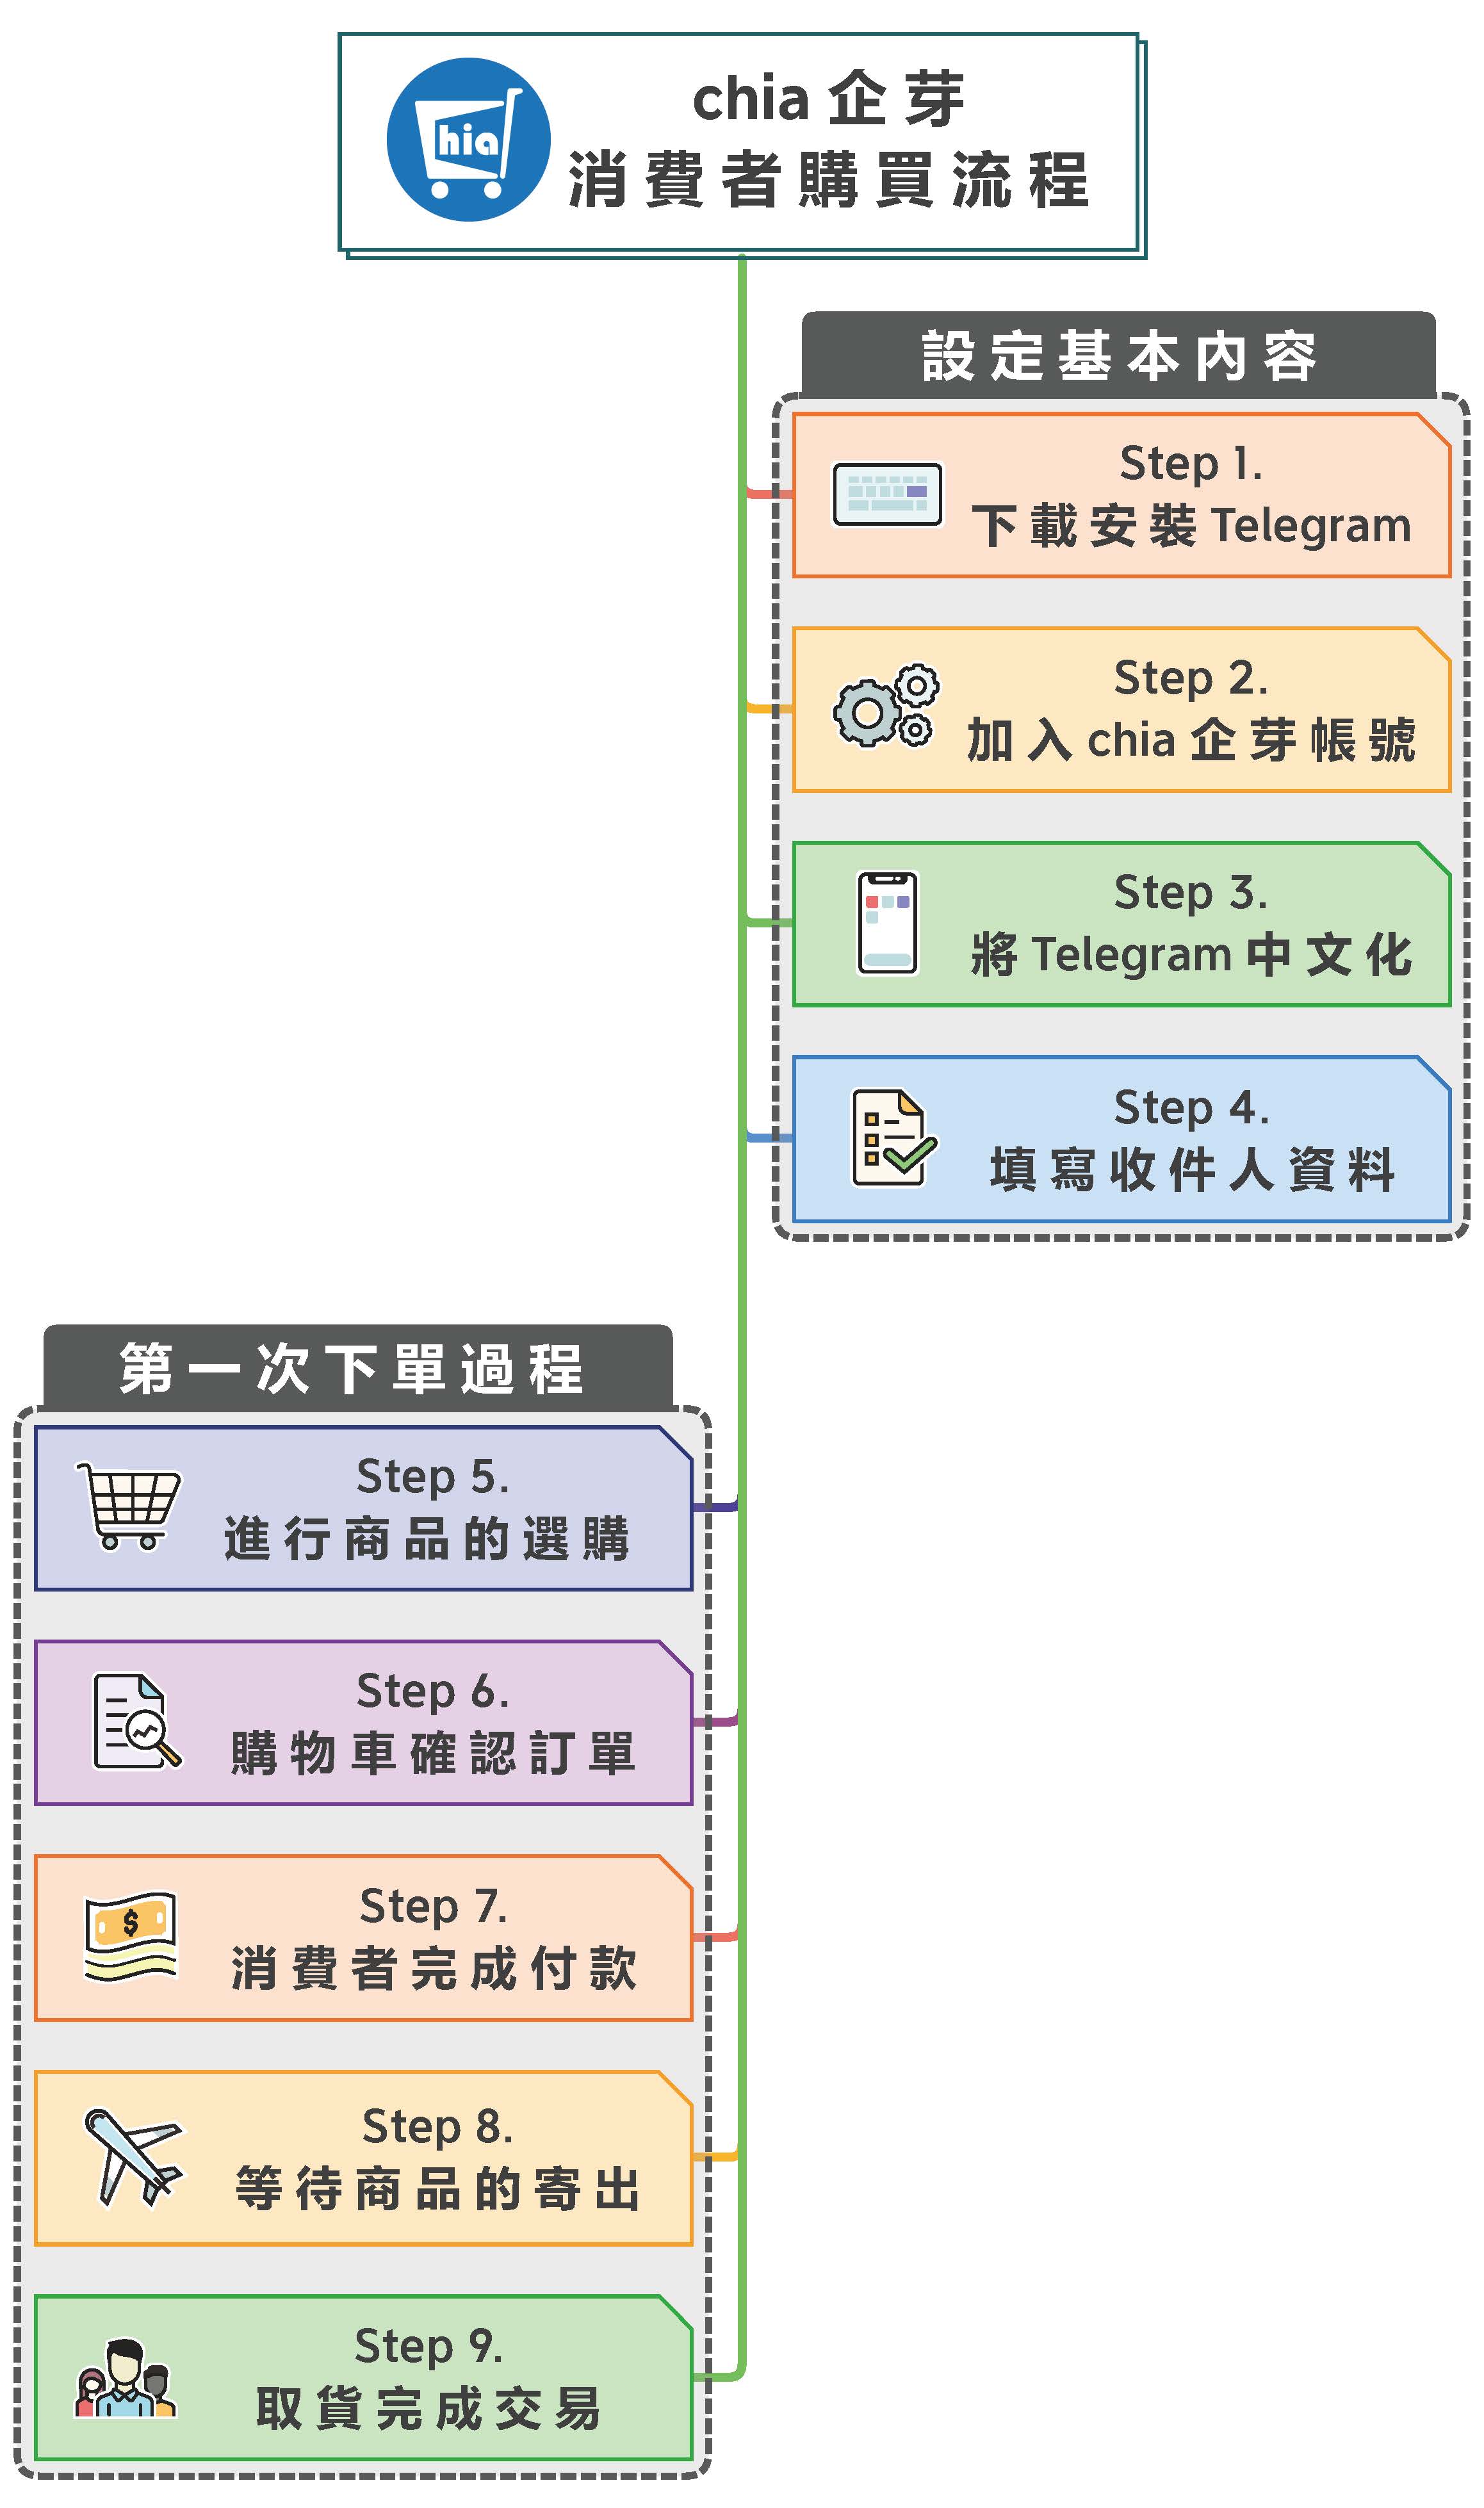 hia
chia 企芽
消費者購買流程
設定基本內容
Step 1.
下載安裝 Telegram
Step 2.
加入 chia 企芽帳號
Step 3.
將 Telegram 中文化
Step 4.
填寫收件人資料
第一次下單過程
Step 5.
進行商品的選購
Step 6.
購物車確認訂單
Step 7.
$
消費者完成付款
Step 8.
等待商品的寄出
Step 9.
取貨完成交易